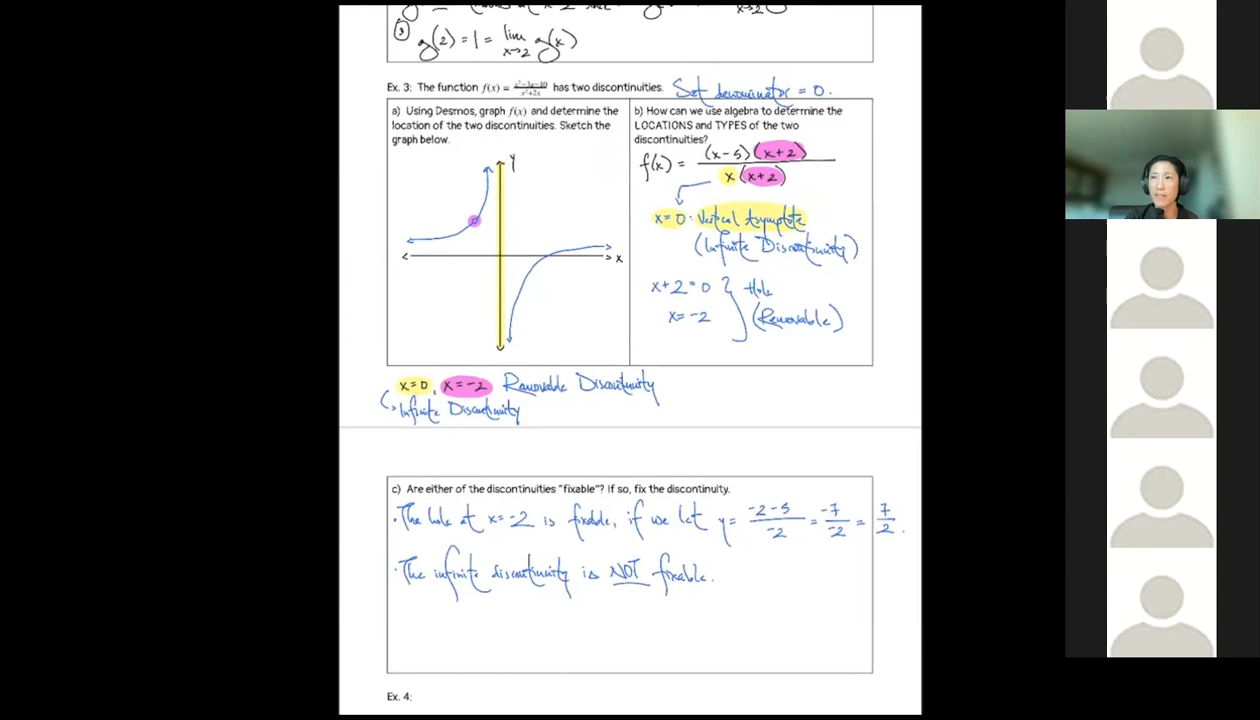 ③
g(2) = 1 = lim g(x)
x→2
Ex. 3: The function f(x) = (x²-3x-10)/(x²+2x) has two discontinuities. Set denominator = 0.
a) Using Desmos, graph f(x) and determine the
location of the two discontinuities. Sketch the
graph below.
y
x
b) How can we use algebra to determine the
LOCATIONS and TYPES of the two
discontinuities?
f(x) = (x-5)(x+2)
x(x+2)
x=0: Vertical Asymptote
(Infinite Discontinuity)
x+2=0 } Hole
x=-2 (Removable)
x=0, x=-2 Removable Discontinuity
Infinite Discontinuity
c) Are either of the discontinuities "fixable"? If so, fix the discontinuity.
· The hole at x=-2 is fixable, if we let y = -2-5/-2 = -7/-2 = 7/2.
· The infinite discontinuity is NOT fixable.
Ex. 4: